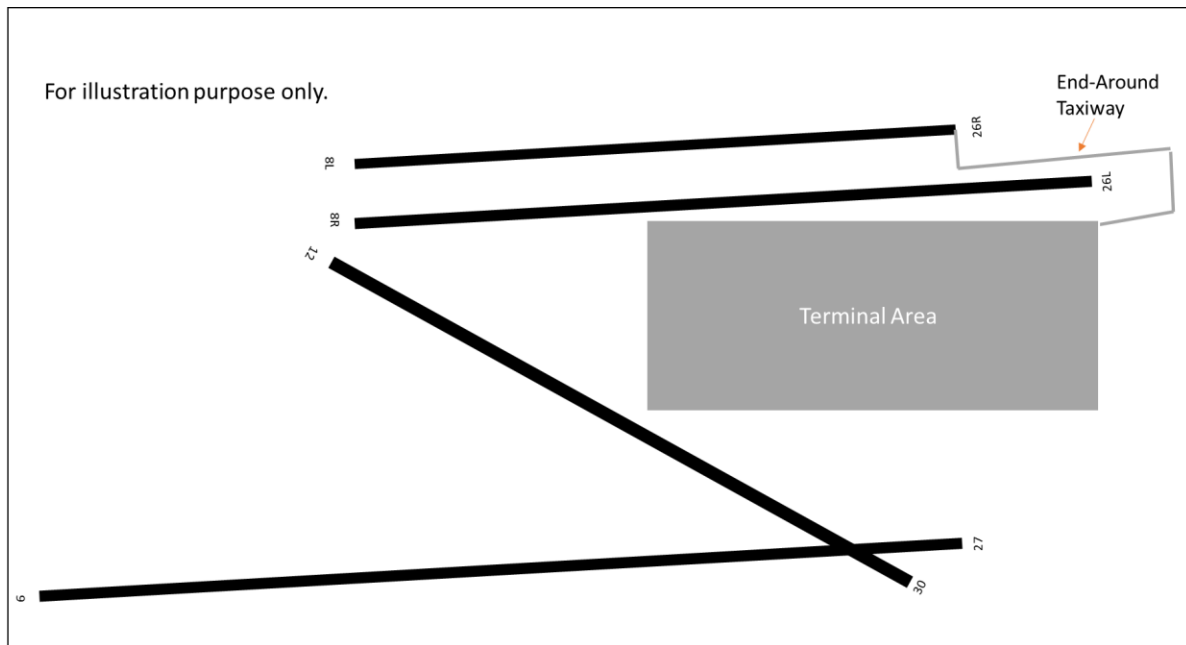 For illustration purpose only.
End-Around
Taxiway
26R
8L
26L
8R
12
Terminal Area
27
30
9